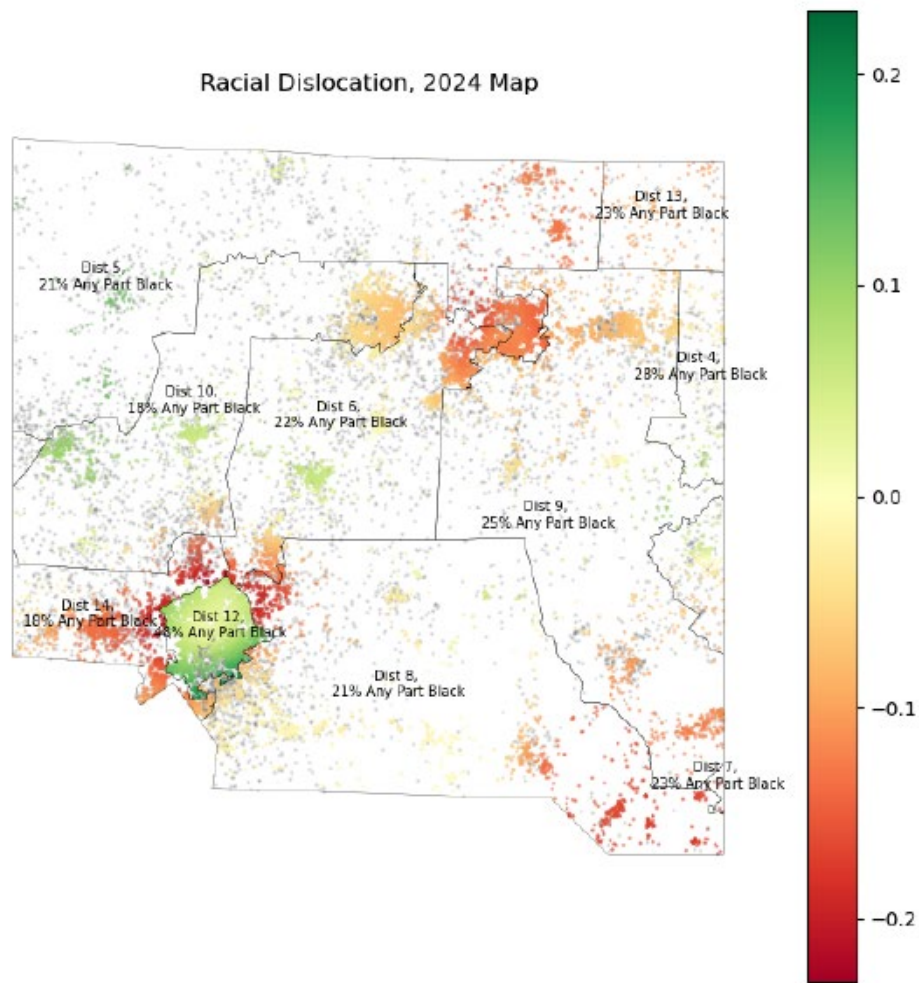 Racial Dislocation, 2024 Map
0.2
Dist 13,
23% Any Part Black
Dist 5,
21% Any Part Black
0.1
Dist 4,
28% Any Part Black
Dist 10,
18% Any Part Black
Dist 6,
22% Any Part Black
0.0
Dist 9,
25% Any Part Black
Dist 14,
18% Any Part Black
Dist 12,
48% Any Part Black
Dist 8,
21% Any Part Black
−0.1
Dist 7,
23% Any Part Black
−0.2